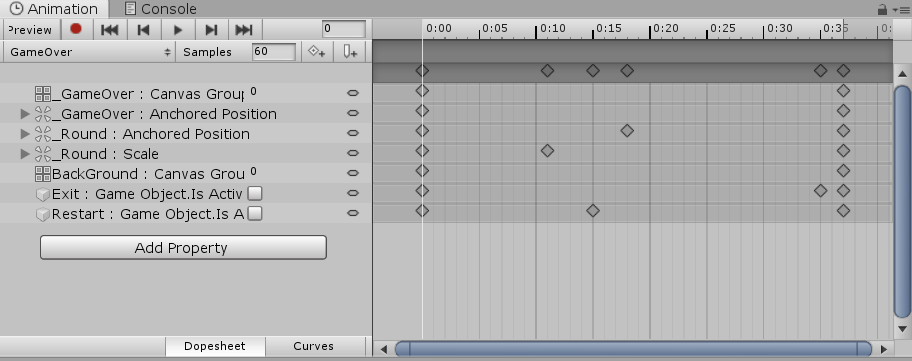 Animation Console
Preview 0 0:00 0:05 0:10 0:15 0:20 0:25 0:30 0:35
GameOver Samples 60
_GameOver : Canvas Group 0
_GameOver : Anchored Position
_Round : Anchored Position
_Round : Scale
BackGround : Canvas Grou 0
Exit : Game Object.Is Activ
Restart : Game Object.Is A
Add Property
Dopesheet Curves